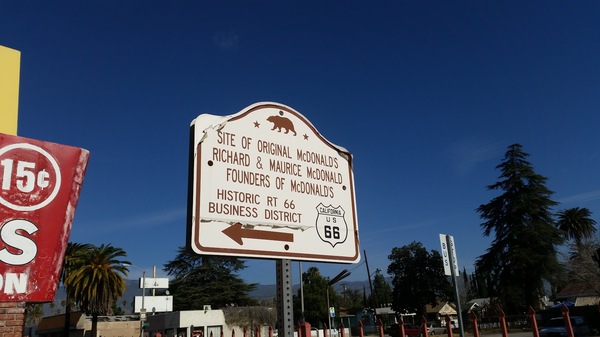 SITE OF ORIGINAL McDONALD'S
RICHARD & MAURICE McDONALD
FOUNDERS OF McDONALD'S
HISTORIC RT 66
BUSINESS DISTRICT
CALIFORNIA
U S
66
15¢
S
ON